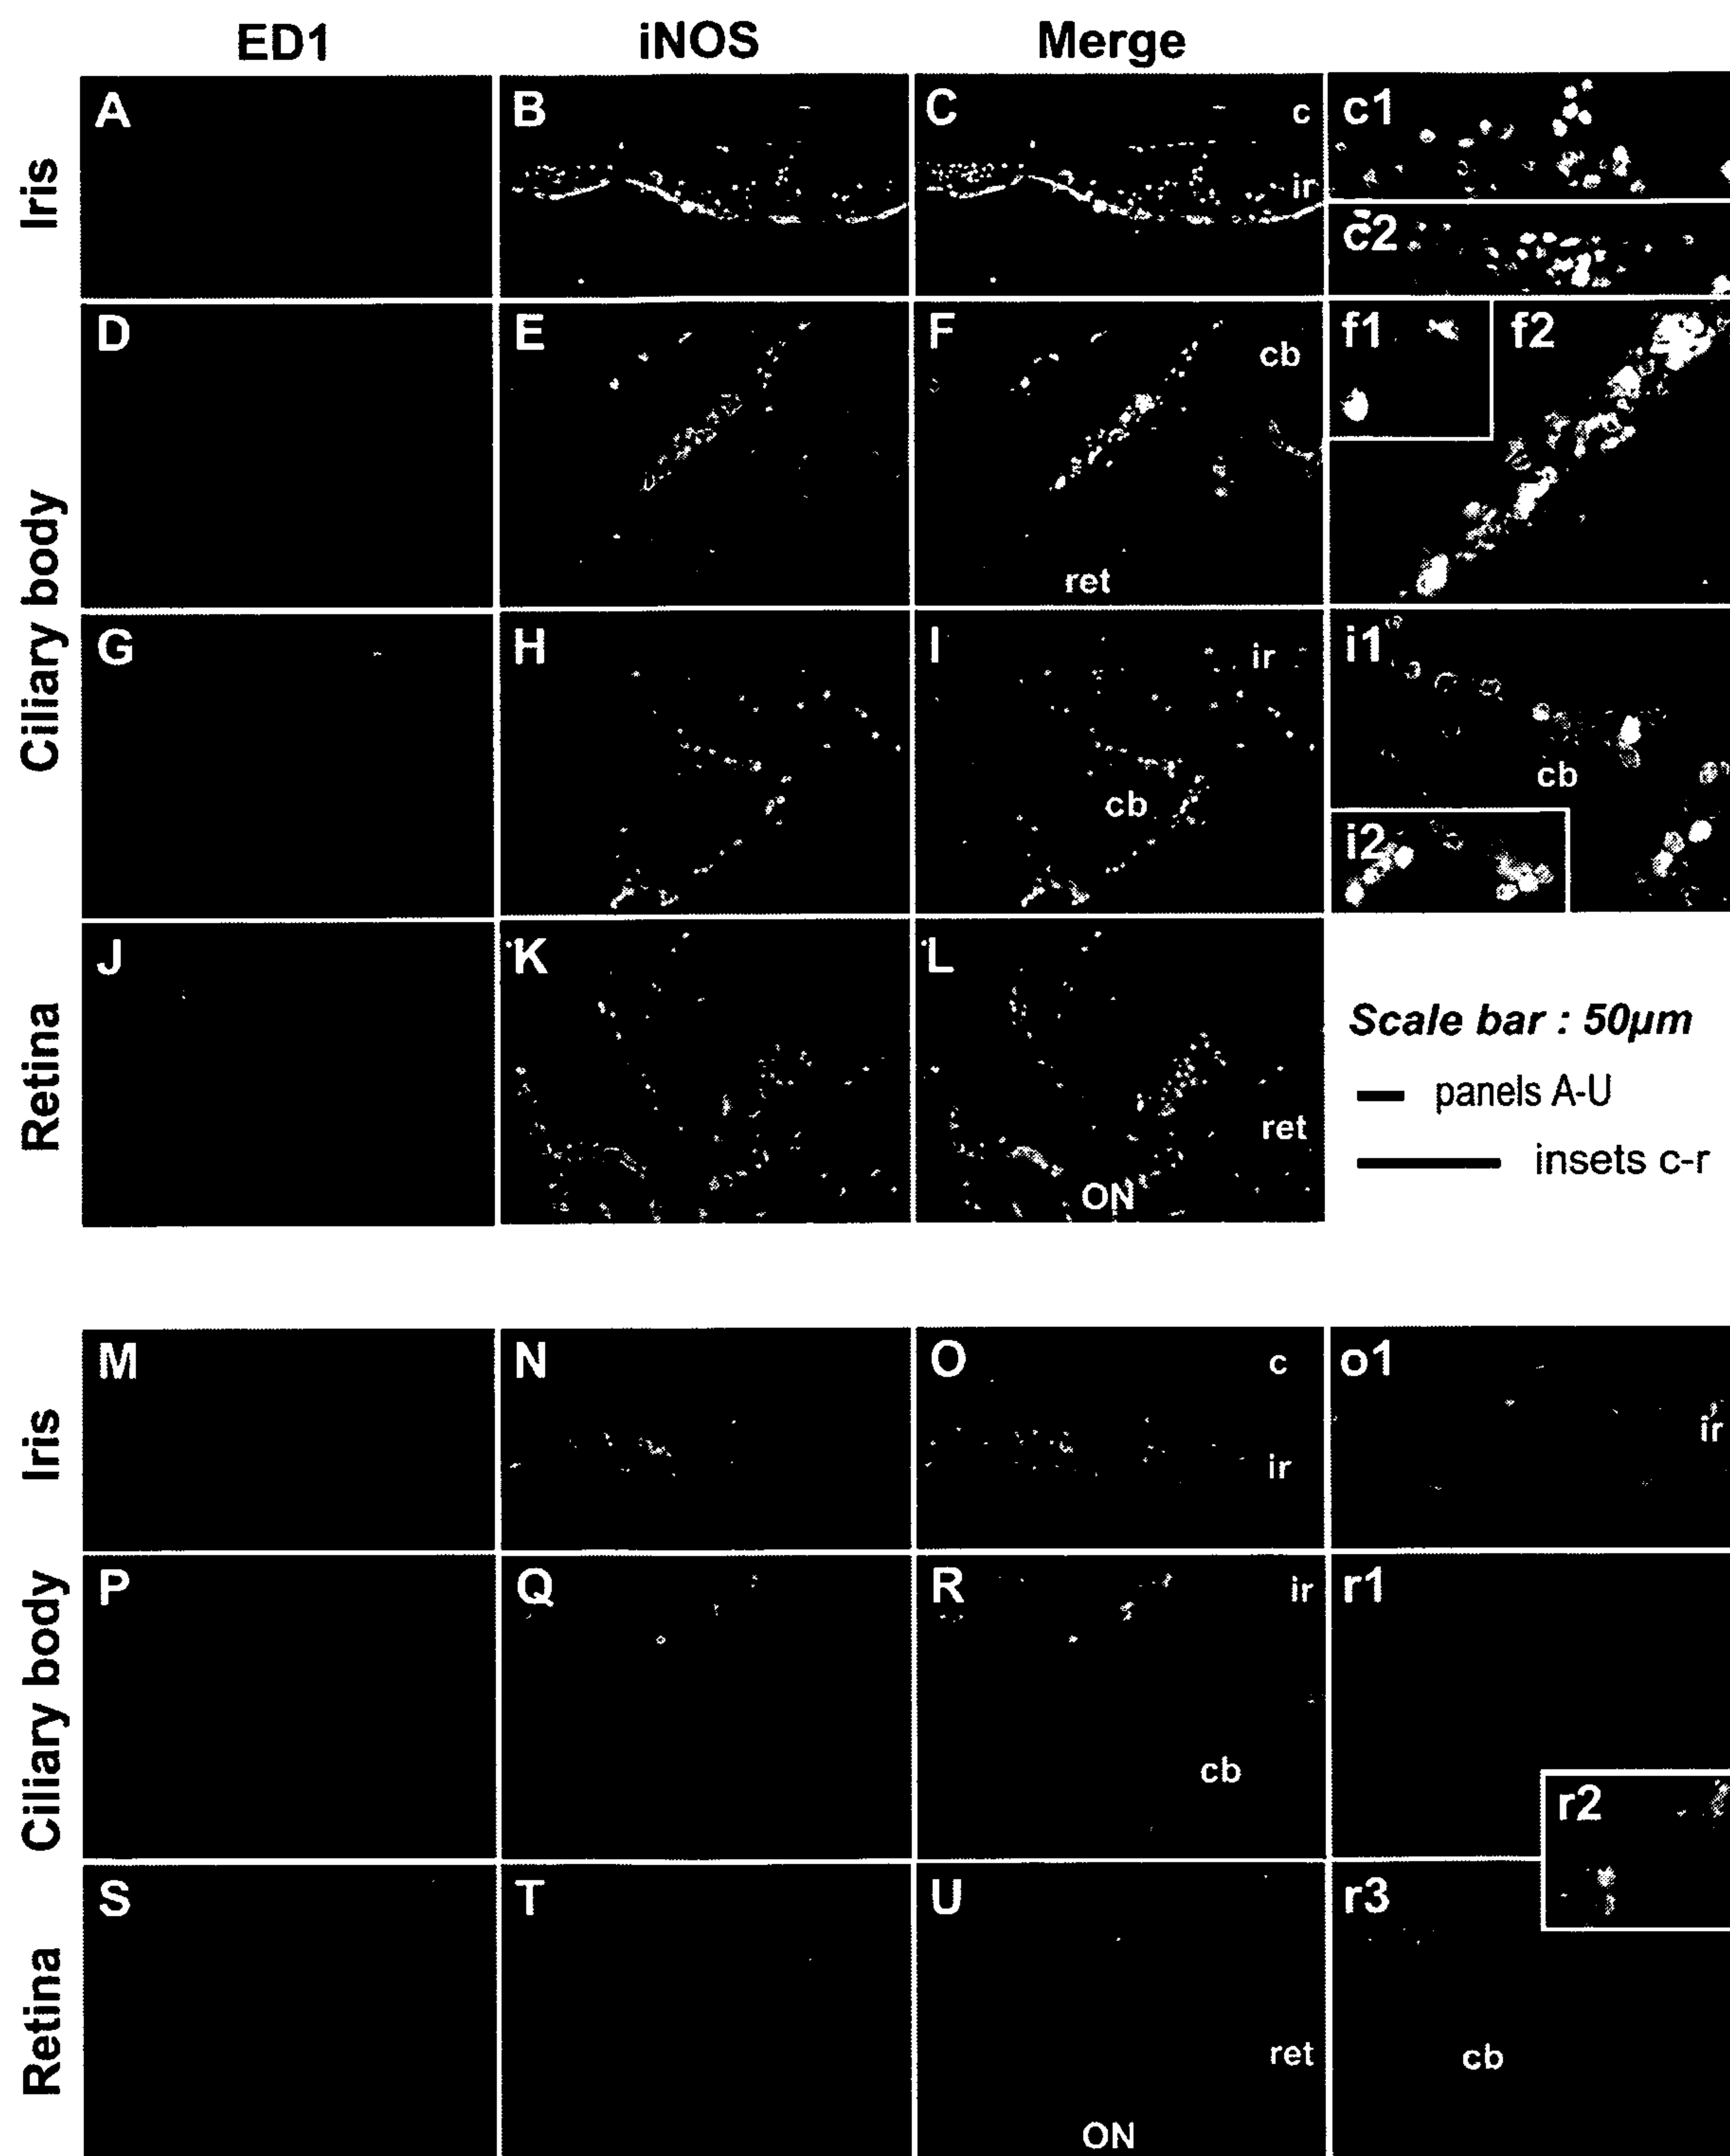 ED1 iNOS Merge
Iris
A B C c ir c1
c2
Ciliary body
D E F cb ret f1 f2
G H I ir cb i1 cb
i2
Retina
J K L ret ON
Scale bar : 50µm
panels A-U
insets c-r
Iris
M N O c ir o1 ir
Ciliary body
P Q R ir cb r1
r2
Retina
S T U ret ON r3 cb